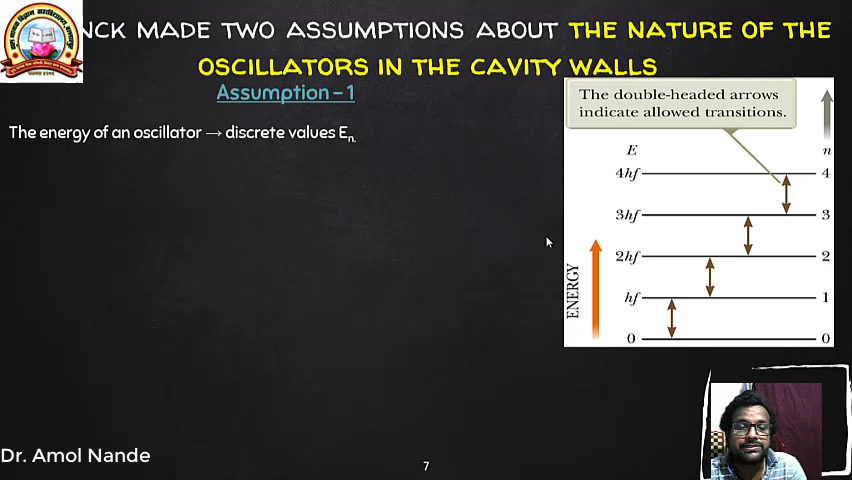 NCK MADE TWO ASSUMPTIONS ABOUT THE NATURE OF THE
OSCILLATORS IN THE CAVITY WALLS
Assumption – 1
The energy of an oscillator → discrete values En.
The double-headed arrows
indicate allowed transitions.
E n
4hf 4
3hf 3
2hf 2
hf 1
0 0
ENERGY
Dr. Amol Nande
7